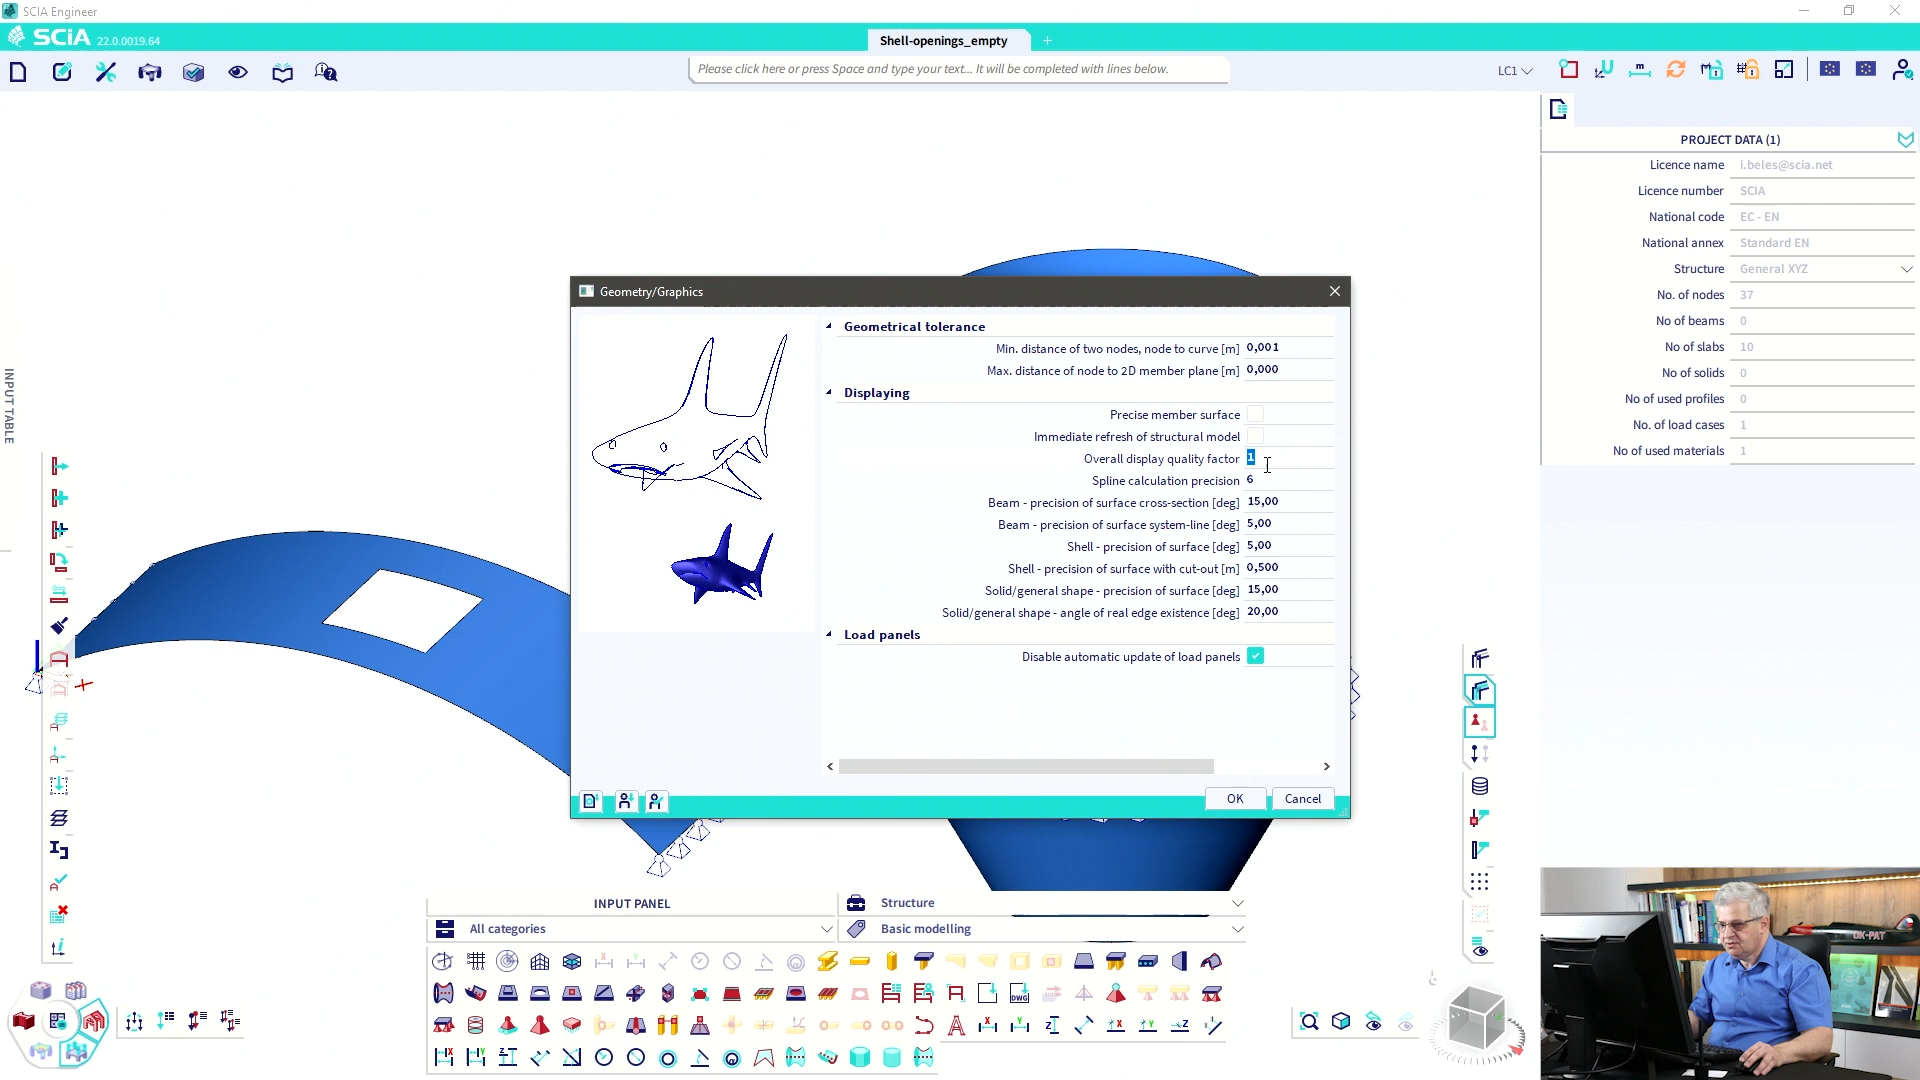 SCIA Engineer
SCiA 22.0.0019.64
Shell-openings_empty
Please click here or press Space and type your text... It will be completed with lines below.
LC1
PROJECT DATA (1)
Licence name i.beles@scia.net
Licence number SCIA
National code EC - EN
National annex Standard EN
Structure General XYZ
No. of nodes 37
No of beams 0
No of slabs 10
No of solids 0
No of used profiles 0
No. of load cases 1
No of used materials 1
INPUT TABLE
Geometry/Graphics
Geometrical tolerance
Min. distance of two nodes, node to curve [m] 0,001
Max. distance of node to 2D member plane [m] 0,000
Displaying
Precise member surface
Immediate refresh of structural model
Overall display quality factor 1
Spline calculation precision 6
Beam - precision of surface cross-section [deg] 15,00
Beam - precision of surface system-line [deg] 5,00
Shell - precision of surface [deg] 5,00
Shell - precision of surface with cut-out [m] 0,500
Solid/general shape - precision of surface [deg] 15,00
Solid/general shape - angle of real edge existence [deg] 20,00
Load panels
Disable automatic update of load panels
OK
Cancel
INPUT PANEL
Structure
All categories
Basic modelling
DWG
OK-PAT